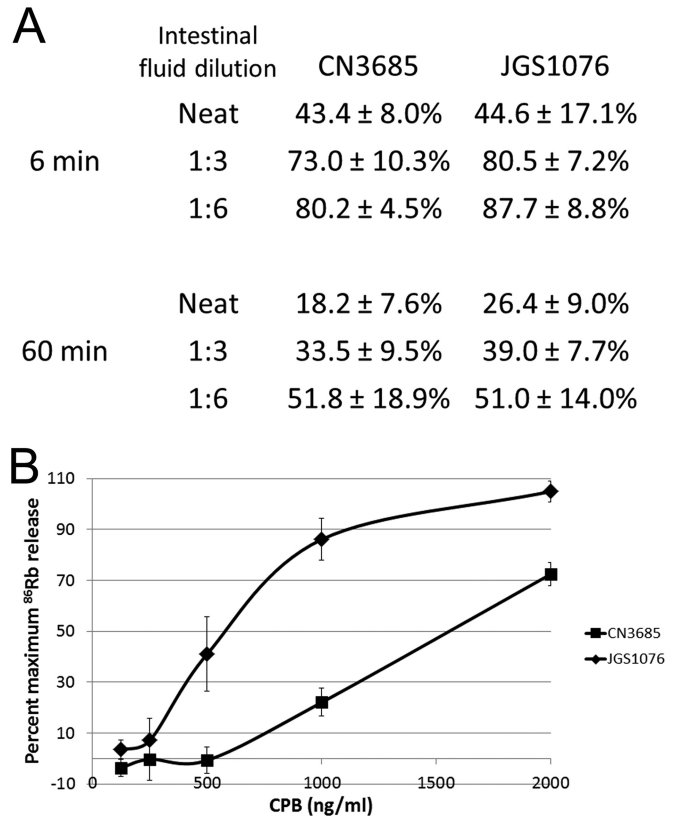 A
Intestinal
fluid dilution CN3685 JGS1076
Neat 43.4 ± 8.0% 44.6 ± 17.1%
6 min 1:3 73.0 ± 10.3% 80.5 ± 7.2%
1:6 80.2 ± 4.5% 87.7 ± 8.8%
Neat 18.2 ± 7.6% 26.4 ± 9.0%
60 min 1:3 33.5 ± 9.5% 39.0 ± 7.7%
1:6 51.8 ± 18.9% 51.0 ± 14.0%
B
Percent maximum ⁸⁶Rb release
110
90
70
50
30
10
-10
0 500 1000 1500 2000
CPB (ng/ml)
CN3685
JGS1076